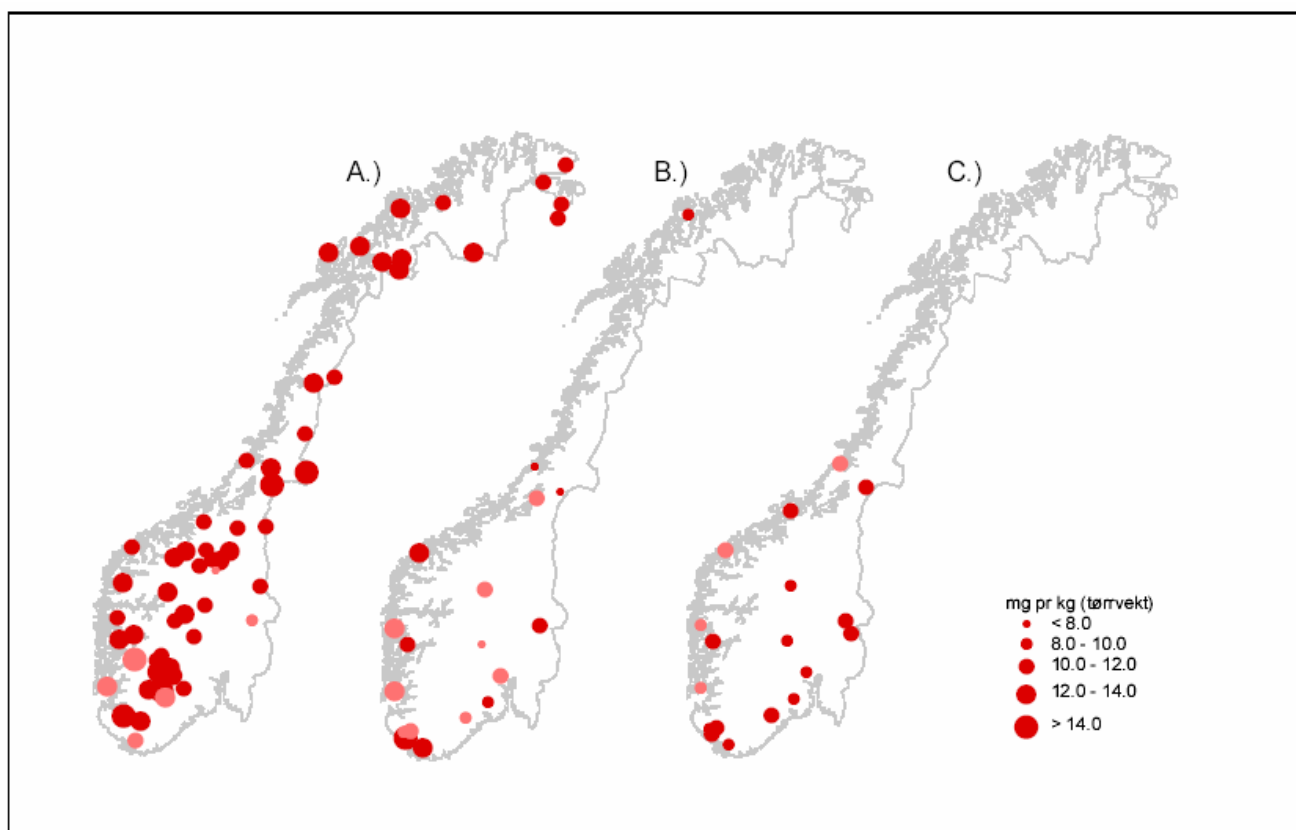 A.)
B.)
C.)
mg pr kg (tørrvekt)
< 8.0
8.0 - 10.0
10.0 - 12.0
12.0 - 14.0
> 14.0